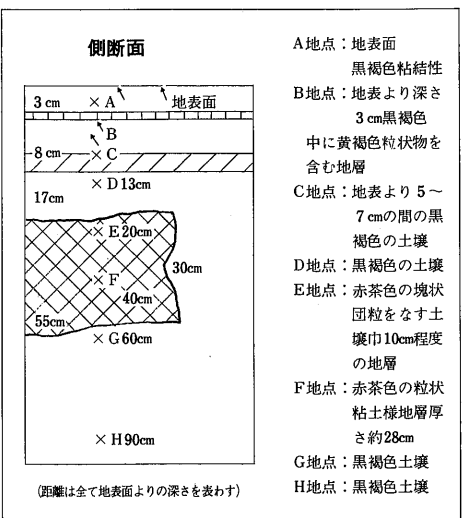 側断面
3 cm
× A
地表面
B
8 cm
× C
× D 13cm
17cm
× E 20cm
× F
30cm
40cm
55cm
× G 60cm
× H 90cm
(距離は全て地表面よりの深さを表わす)
A地点：地表面
黒褐色粘結性
B地点：地表より深さ
3 cm黒褐色
中に黄褐色粒状物を
含む地層
C地点：地表より 5～
7 cmの間の黒
褐色の土壌
D地点：黒褐色の土壌
E地点：赤茶色の塊状
団粒をなす土
壌巾10cm程度
の地層
F地点：赤茶色の粒状
粘土様地層厚
さ約28cm
G地点：黒褐色土壌
H地点：黒褐色土壌